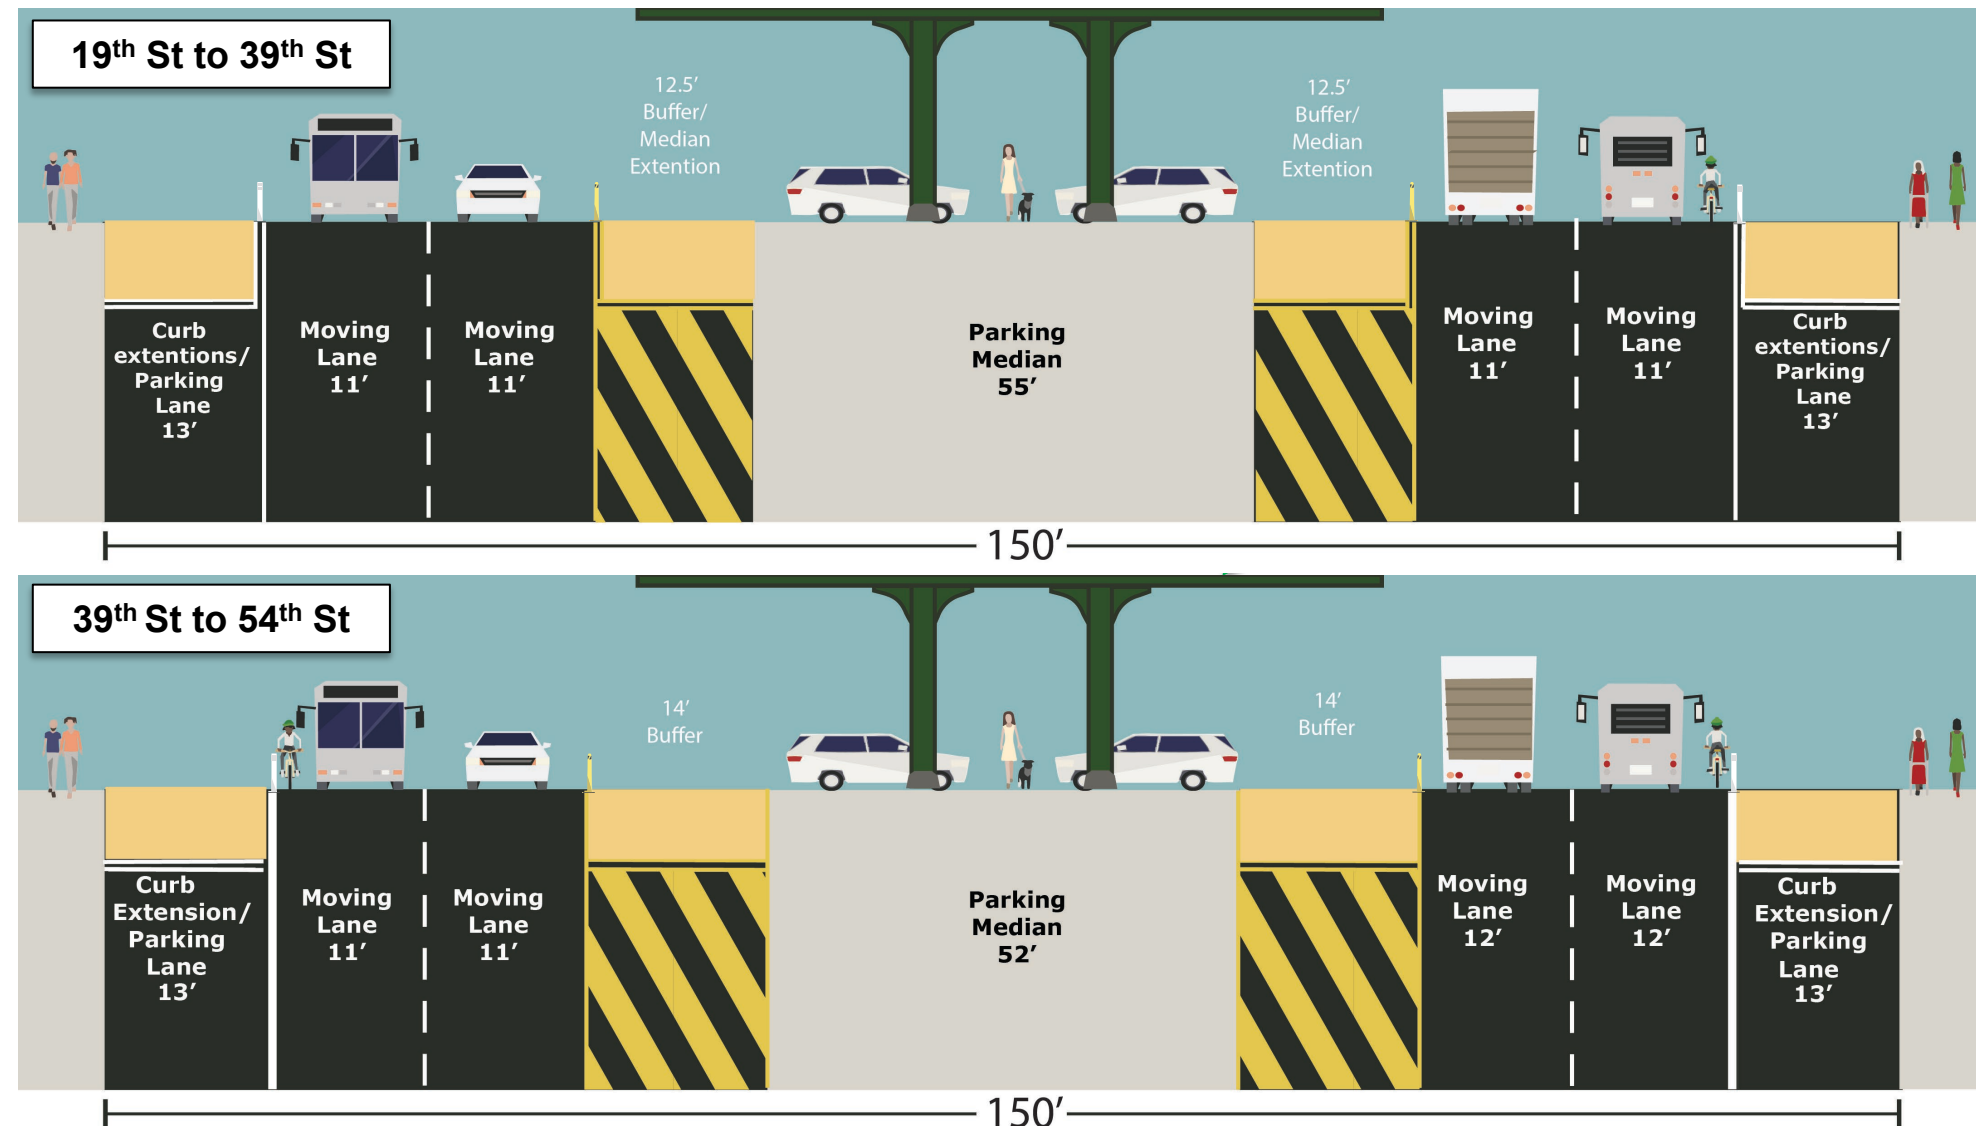 19th St to 39th St
12.5′
Buffer/
Median
Extention
12.5′
Buffer/
Median
Extention
Curb
extentions/
Parking
Lane
13′
Moving
Lane
11′
Moving
Lane
11′
Parking
Median
55′
Moving
Lane
11′
Moving
Lane
11′
Curb
extentions/
Parking
Lane
13′
150′
39th St to 54th St
14′
Buffer
14′
Buffer
Curb
Extension/
Parking
Lane
13′
Moving
Lane
11′
Moving
Lane
11′
Parking
Median
52′
Moving
Lane
12′
Moving
Lane
12′
Curb
Extension/
Parking
Lane
13′
150′